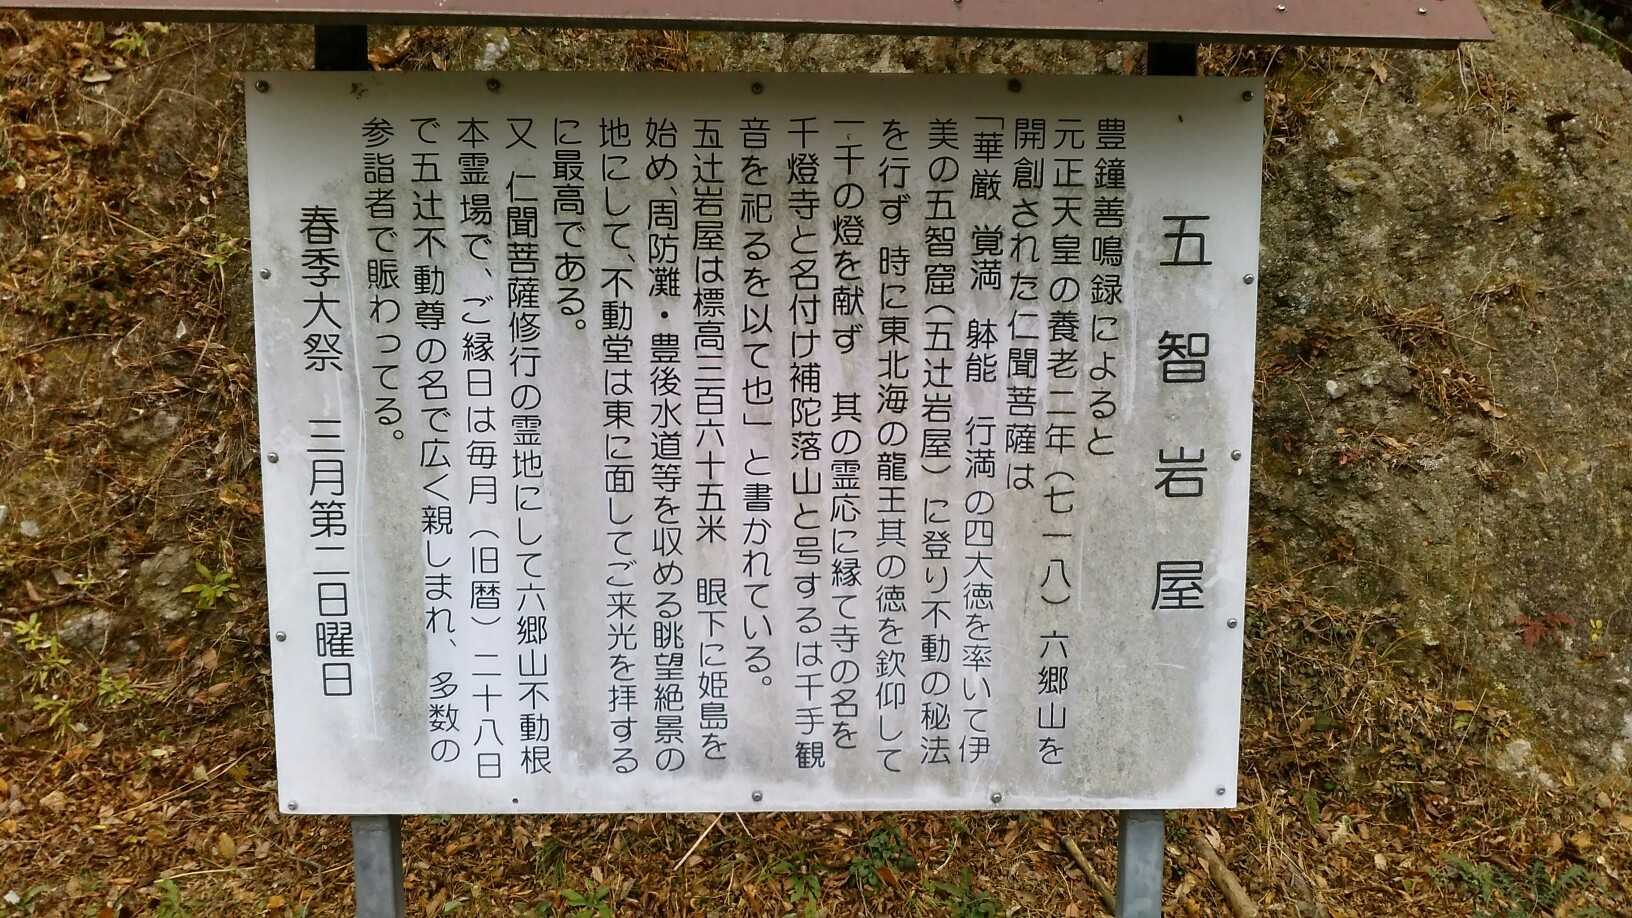 五智岩屋
豊鐘善鳴録によると
元正天皇の養老二年（七一八）六郷山を
開創された仁聞菩薩は
「華厳　覚満　躰能　行満の四大徳を率いて伊
美の五智窟（五辻岩屋）に登り不動の秘法
を行ず　時に東北海の龍王其の徳を欽仰して
一千の燈を献ず　其の霊応に縁て寺の名を
千燈寺と名付け補陀落山と号するは千手観
音を祀るを以て也」と書かれている。
五辻岩屋は標高三百六十五米　眼下に姫島を
始め、周防灘・豊後水道等を収める眺望絶景の
地にして、不動堂は東に面してご来光を拝する
に最高である。
又　仁聞菩薩修行の霊地にして六郷山不動根
本霊場で、ご縁日は毎月（旧暦）二十八日
で五辻不動尊の名で広く親しまれ、多数の
参詣者で賑わってる。
春季大祭　三月第二日曜日